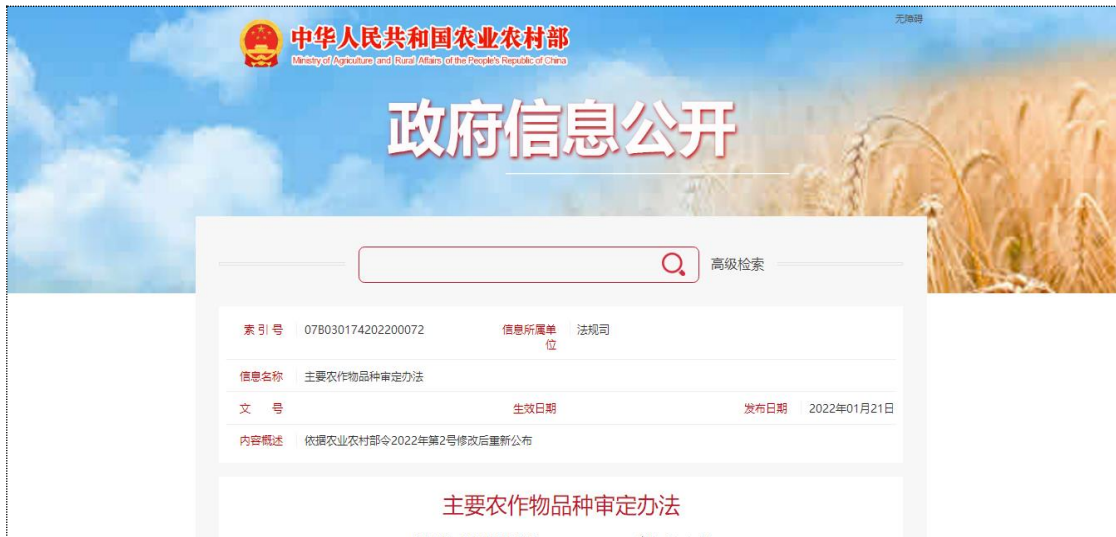 无障碍
中华人民共和国农业农村部
Ministry of Agriculture and Rural Affairs of the People's Republic of China
政府信息公开
高级检索
索引号 07B030174202200072 信息所属单位 法规司
信息名称 主要农作物品种审定办法
文 号 生效日期 发布日期 2022年01月21日
内容概述 依据农业农村部令2022年第2号修改后重新公布
主要农作物品种审定办法